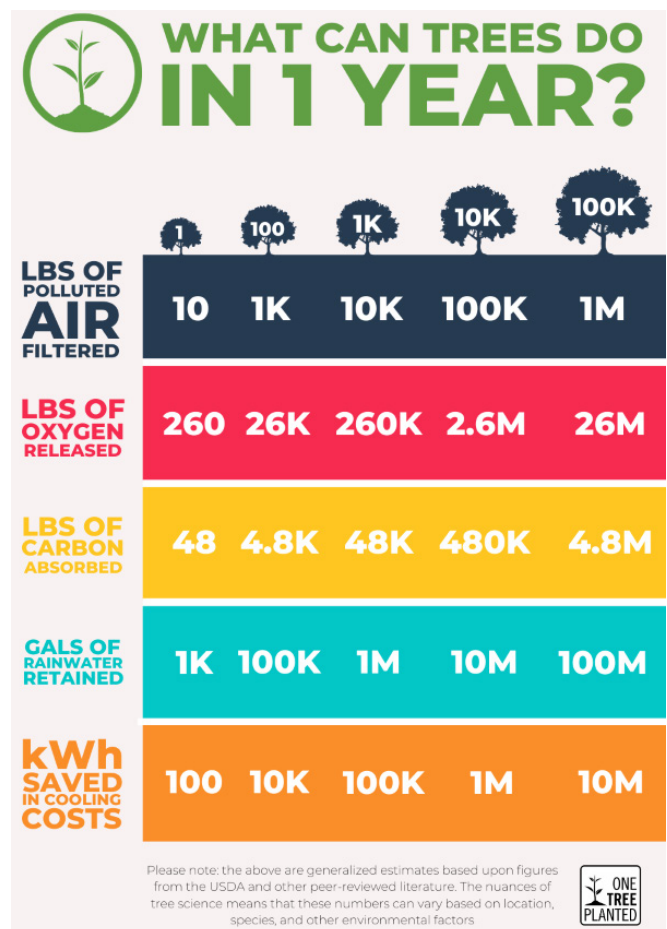 WHAT CAN TREES DO
IN 1 YEAR?
1 100 1K 10K 100K
LBS OF
POLLUTED
AIR
FILTERED
10 1K 10K 100K 1M
LBS OF
OXYGEN
RELEASED
260 26K 260K 2.6M 26M
LBS OF
CARBON
ABSORBED
48 4.8K 48K 480K 4.8M
GALS OF
RAINWATER
RETAINED
1K 100K 1M 10M 100M
kWh
SAVED
IN COOLING
COSTS
100 10K 100K 1M 10M
Please note: the above are generalized estimates based upon figures
from the USDA and other peer-reviewed literature. The nuances of
tree science means that these numbers can vary based on location,
species, and other environmental factors
ONE
TREE
PLANTED